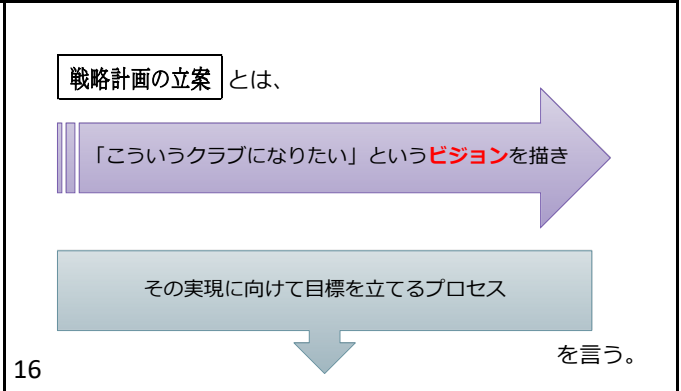 戦略計画の立案 とは、
「こういうクラブになりたい」というビジョンを描き
その実現に向けて目標を立てるプロセス
を言う。
16